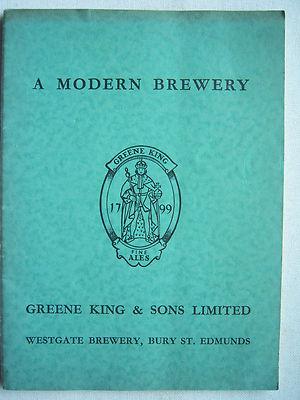 A MODERN BREWERY
GREENE KING
17 99
FINE
ALES
GREENE KING & SONS LIMITED
WESTGATE BREWERY, BURY ST. EDMUNDS